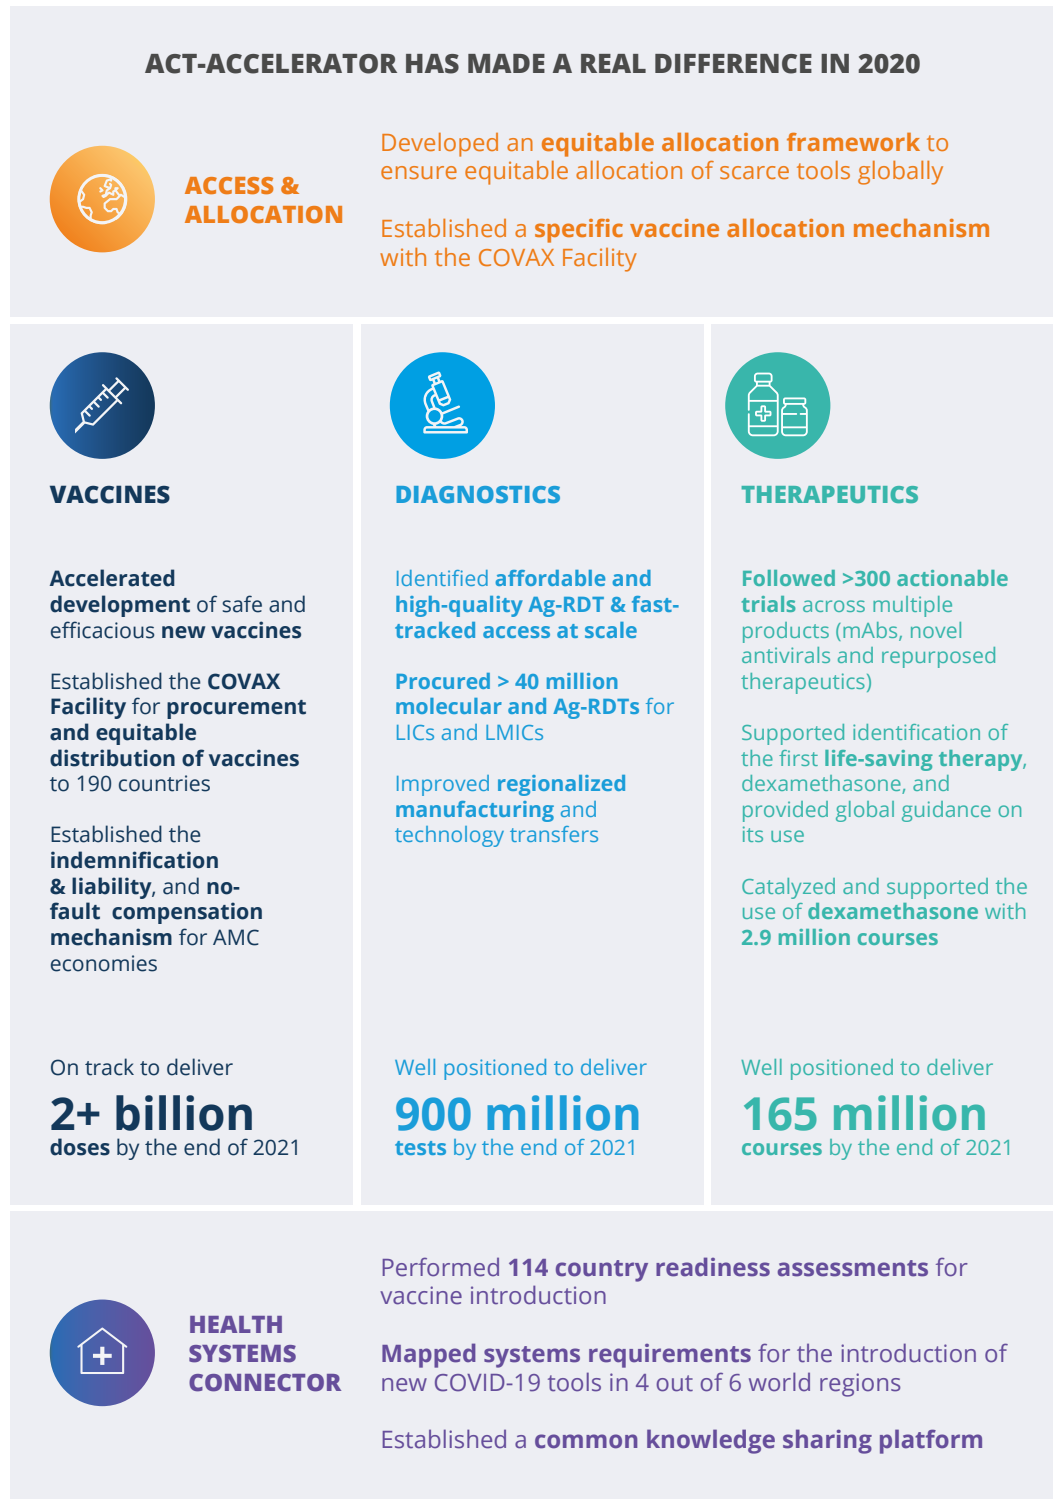 ACT-ACCELERATOR HAS MADE A REAL DIFFERENCE IN 2020
ACCESS &
ALLOCATION
Developed an equitable allocation framework to
ensure equitable allocation of scarce tools globally
Established a specific vaccine allocation mechanism
with the COVAX Facility
VACCINES
Accelerated
development of safe and
efficacious new vaccines
Established the COVAX
Facility for procurement
and equitable
distribution of vaccines
to 190 countries
Established the
indemnification
& liability, and no-
fault compensation
mechanism for AMC
economies
On track to deliver
2+ billion
doses by the end of 2021
DIAGNOSTICS
Identified affordable and
high-quality Ag-RDT & fast-
tracked access at scale
Procured > 40 million
molecular and Ag-RDTs for
LICs and LMICs
Improved regionalized
manufacturing and
technology transfers
Well positioned to deliver
900 million
tests by the end of 2021
THERAPEUTICS
Followed >300 actionable
trials across multiple
products (mAbs, novel
antivirals and repurposed
therapeutics)
Supported identification of
the first life-saving therapy,
dexamethasone, and
provided global guidance on
its use
Catalyzed and supported the
use of dexamethasone with
2.9 million courses
Well positioned to deliver
165 million
courses by the end of 2021
HEALTH
SYSTEMS
CONNECTOR
Performed 114 country readiness assessments for
vaccine introduction
Mapped systems requirements for the introduction of
new COVID-19 tools in 4 out of 6 world regions
Established a common knowledge sharing platform